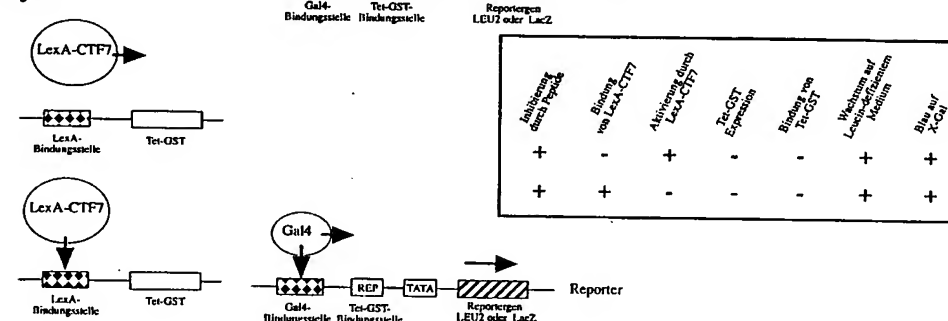 Gal4- Tet-GST- Reportergen
Bindungsstelle Bindungsstelle LEU2 oder LacZ
LexA-CTF7
LexA-
Bindungsstelle
Tet-GST
Inhibierung
durch Peptide
Bindung
von LexA-CTF7
Aktivierung durch
LexA-CTF7
Tet-GST
Expression
Bindung von
Tet-GST
Wachstum auf
Leucin-defizientem
Medium
Blau auf
X-Gal
+ - + - - + +
+ + - - - + +
LexA-CTF7
Gal4
REP TATA Reporter
LexA-
Bindungsstelle
Tet-GST
Gal4- Tet-GST- Reportergen
Bindungsstelle Bindungsstelle LEU2 oder LacZ